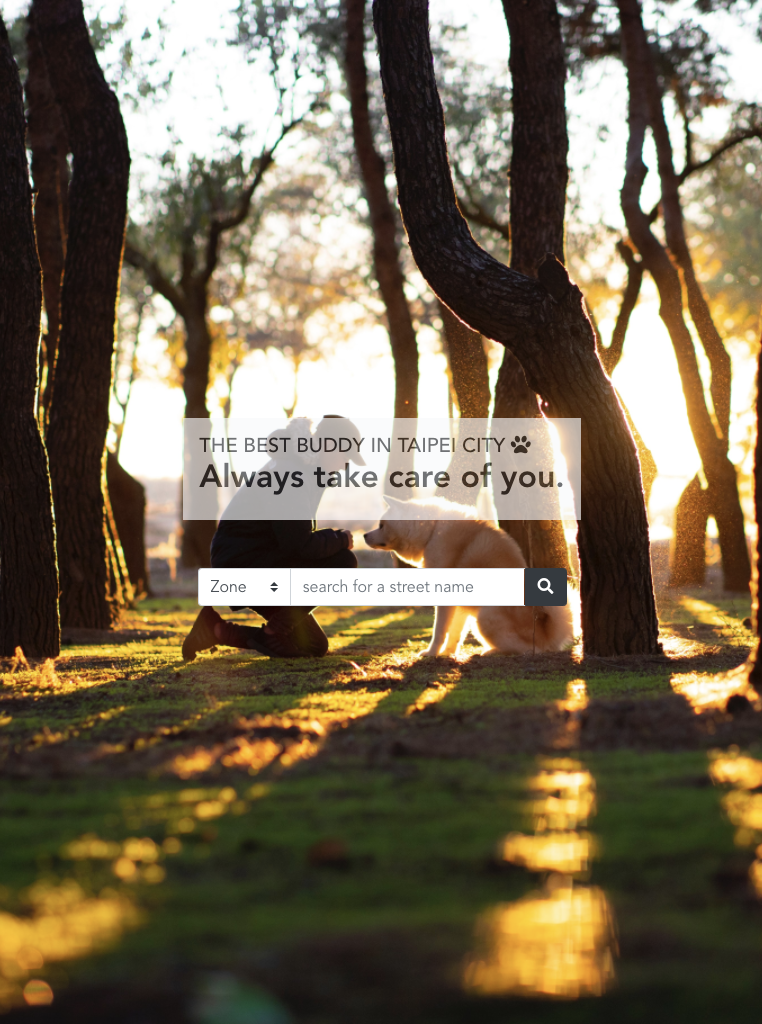 THE BEST BUDDY IN TAIPEI CITY
Always take care of you.
Zone search for a street name